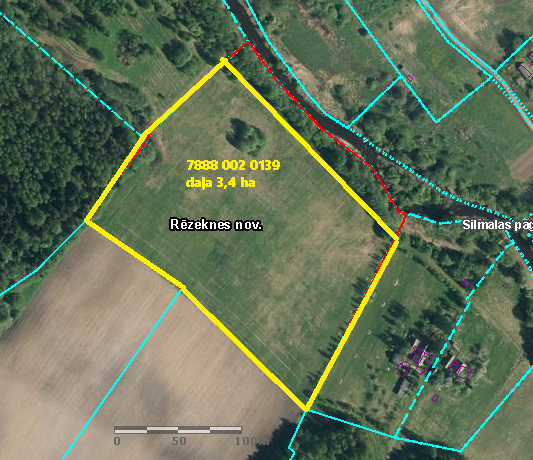 7888 002 0139
daļa 3,4 ha
Rēzeknes nov.
Silmalas pag
0 50 100